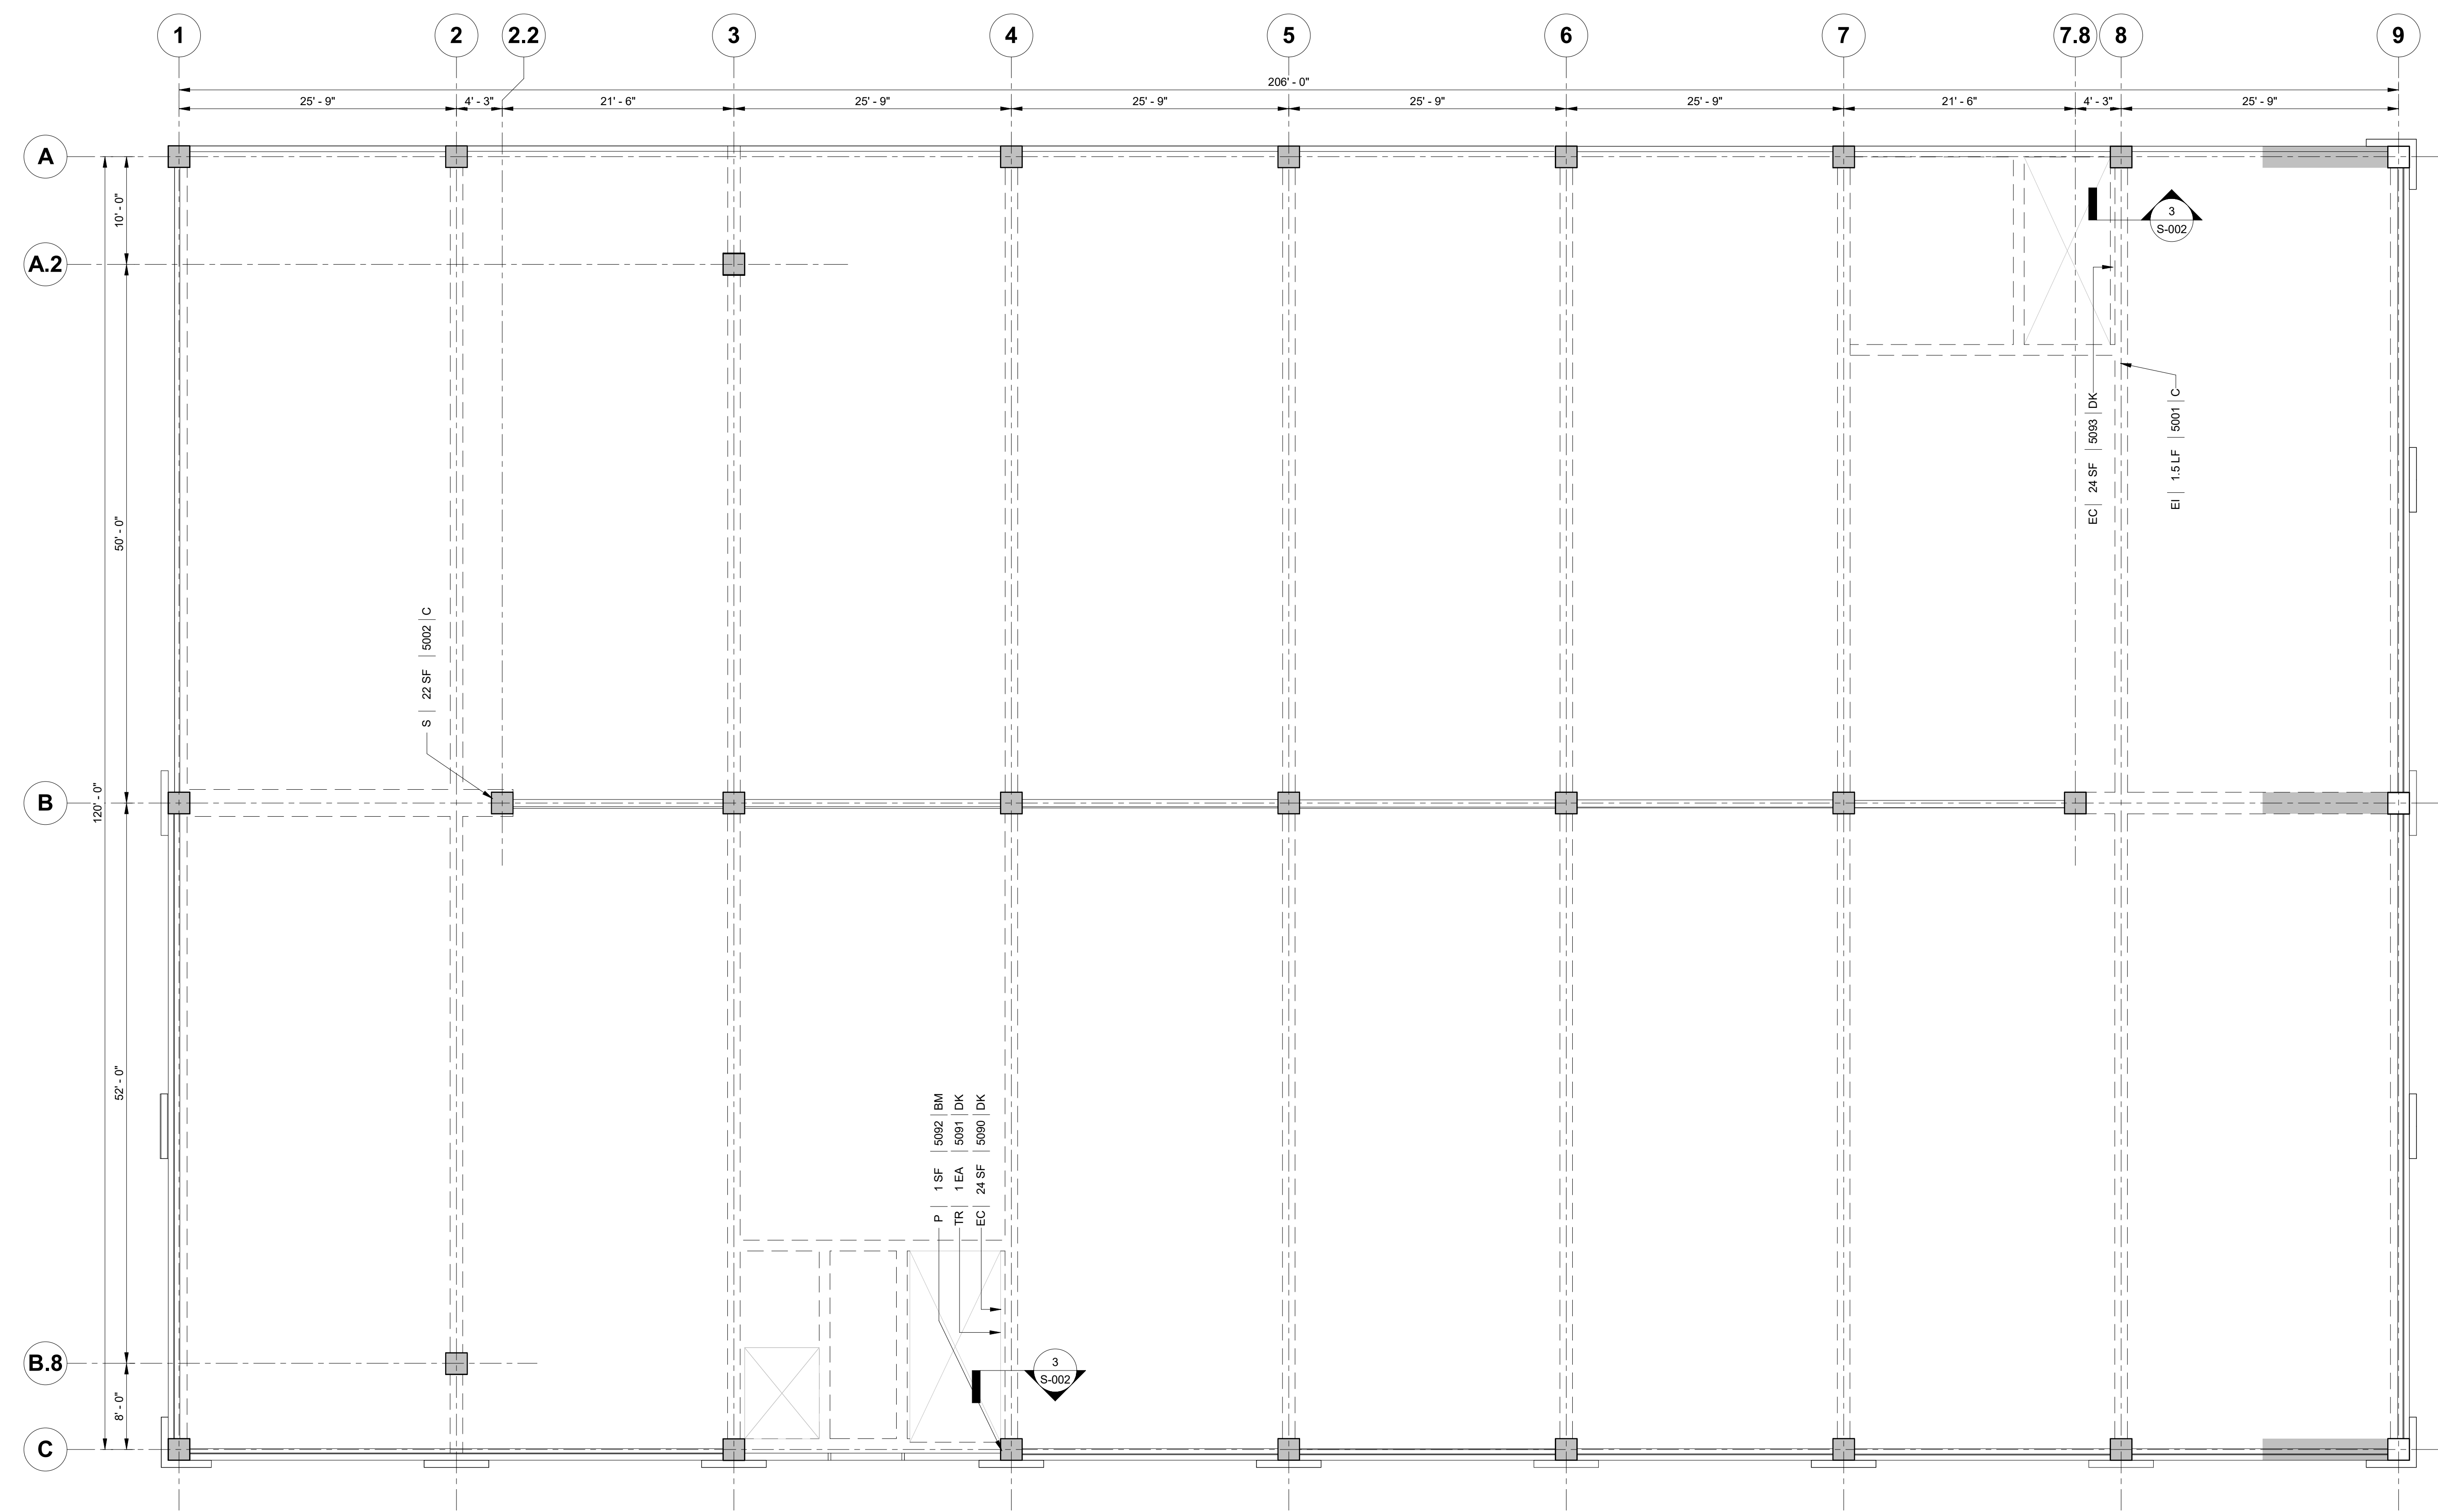 1
2
2.2
3
4
5
6
7
7.8
8
9
206' - 0"
25' - 9"
4' - 3"
21' - 6"
25' - 9"
25' - 9"
25' - 9"
25' - 9"
21' - 6"
4' - 3"
25' - 9"
A
A.2
B
B.8
C
10' - 0"
50' - 0"
120' - 0"
52' - 0"
8' - 0"
3
S-002
EC 24 SF 5093 DK
EI 1.5 LF 5001 C
S 22 SF 5002 C
P 1 SF 5092 BM
TR 1 EA 5091 DK
EC 24 SF 5090 DK
3
S-002